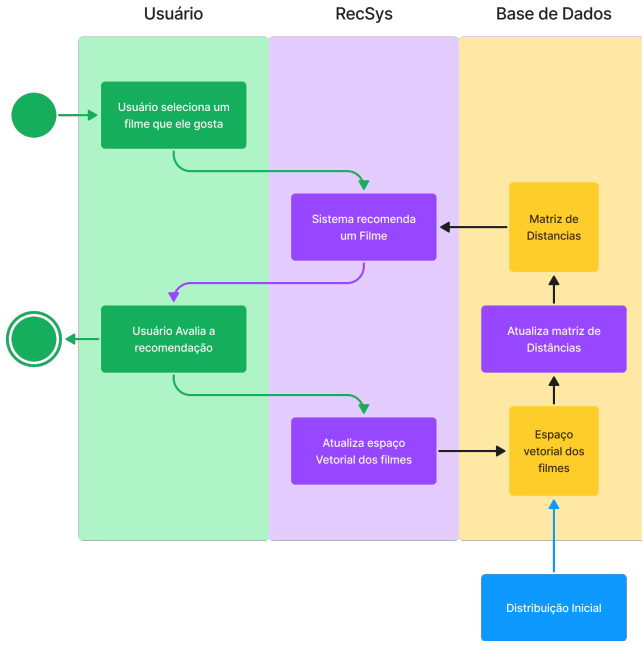 Usuário
RecSys
Base de Dados
Usuário seleciona um
filme que ele gosta
Sistema recomenda
um Filme
Matriz de
Distancias
Usuário Avalia a
recomendação
Atualiza matriz de
Distâncias
Atualiza espaço
Vetorial dos filmes
Espaço
vetorial dos
filmes
Distribuição Inicial